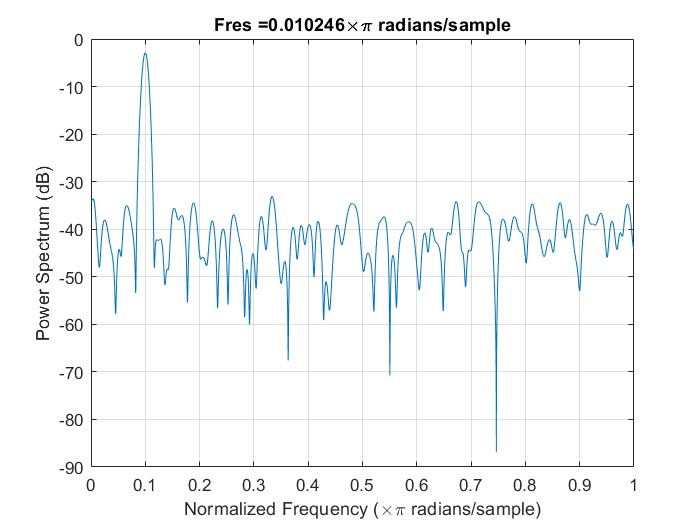 Fres =0.010246×π radians/sample
0
-10
-20
-30
-40
-50
-60
-70
-80
-90
Power Spectrum (dB)
0 0.1 0.2 0.3 0.4 0.5 0.6 0.7 0.8 0.9 1
Normalized Frequency (×π radians/sample)